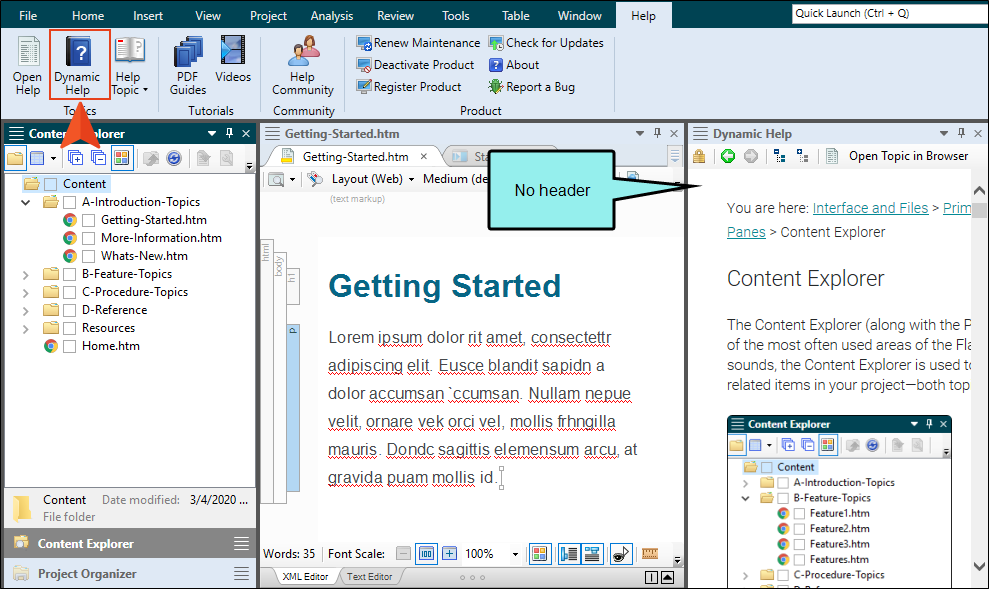 File Home Insert View Project Analysis Review Tools Table Window Help Quick Launch (Ctrl + Q)
Open Help
Dynamic Help
Help Topic
Topics
PDF Guides
Videos
Tutorials
Help Community
Community
Renew Maintenance
Deactivate Product
Register Product
Check for Updates
About
Report a Bug
Product
Content Explorer
Content
A-Introduction-Topics
Getting-Started.htm
More-Information.htm
Whats-New.htm
B-Feature-Topics
C-Procedure-Topics
D-Reference
Resources
Home.htm
Content Date modified: 3/4/2020 ...
File folder
Content Explorer
Project Organizer
Getting-Started.htm
Getting-Started.htm
Layout (Web) Medium (de
(text markup)
html
body
h1
p
Getting Started
Lorem ipsum dolor rit amet, consectettr
adipiscing elit. Eusce blandit sapidn a
dolor accumsan `ccumsan. Nullam nepue
velit, ornare vek orci vel, mollis frhngilla
mauris. Dondc sagittis elemensum arcu, at
gravida puam mollis id.
Words: 35 Font Scale: 100 100%
XML Editor Text Editor
No header
Dynamic Help
Open Topic in Browser
You are here: Interface and Files > Prim
Panes > Content Explorer
Content Explorer
The Content Explorer (along with the P
of the most often used areas of the Fla
sounds, the Content Explorer is used to
related items in your project—both top
Content Explorer
Content
A-Introduction-Topics
B-Feature-Topics
Feature1.htm
Feature2.htm
Feature3.htm
Features.htm
C-Procedure-Topics